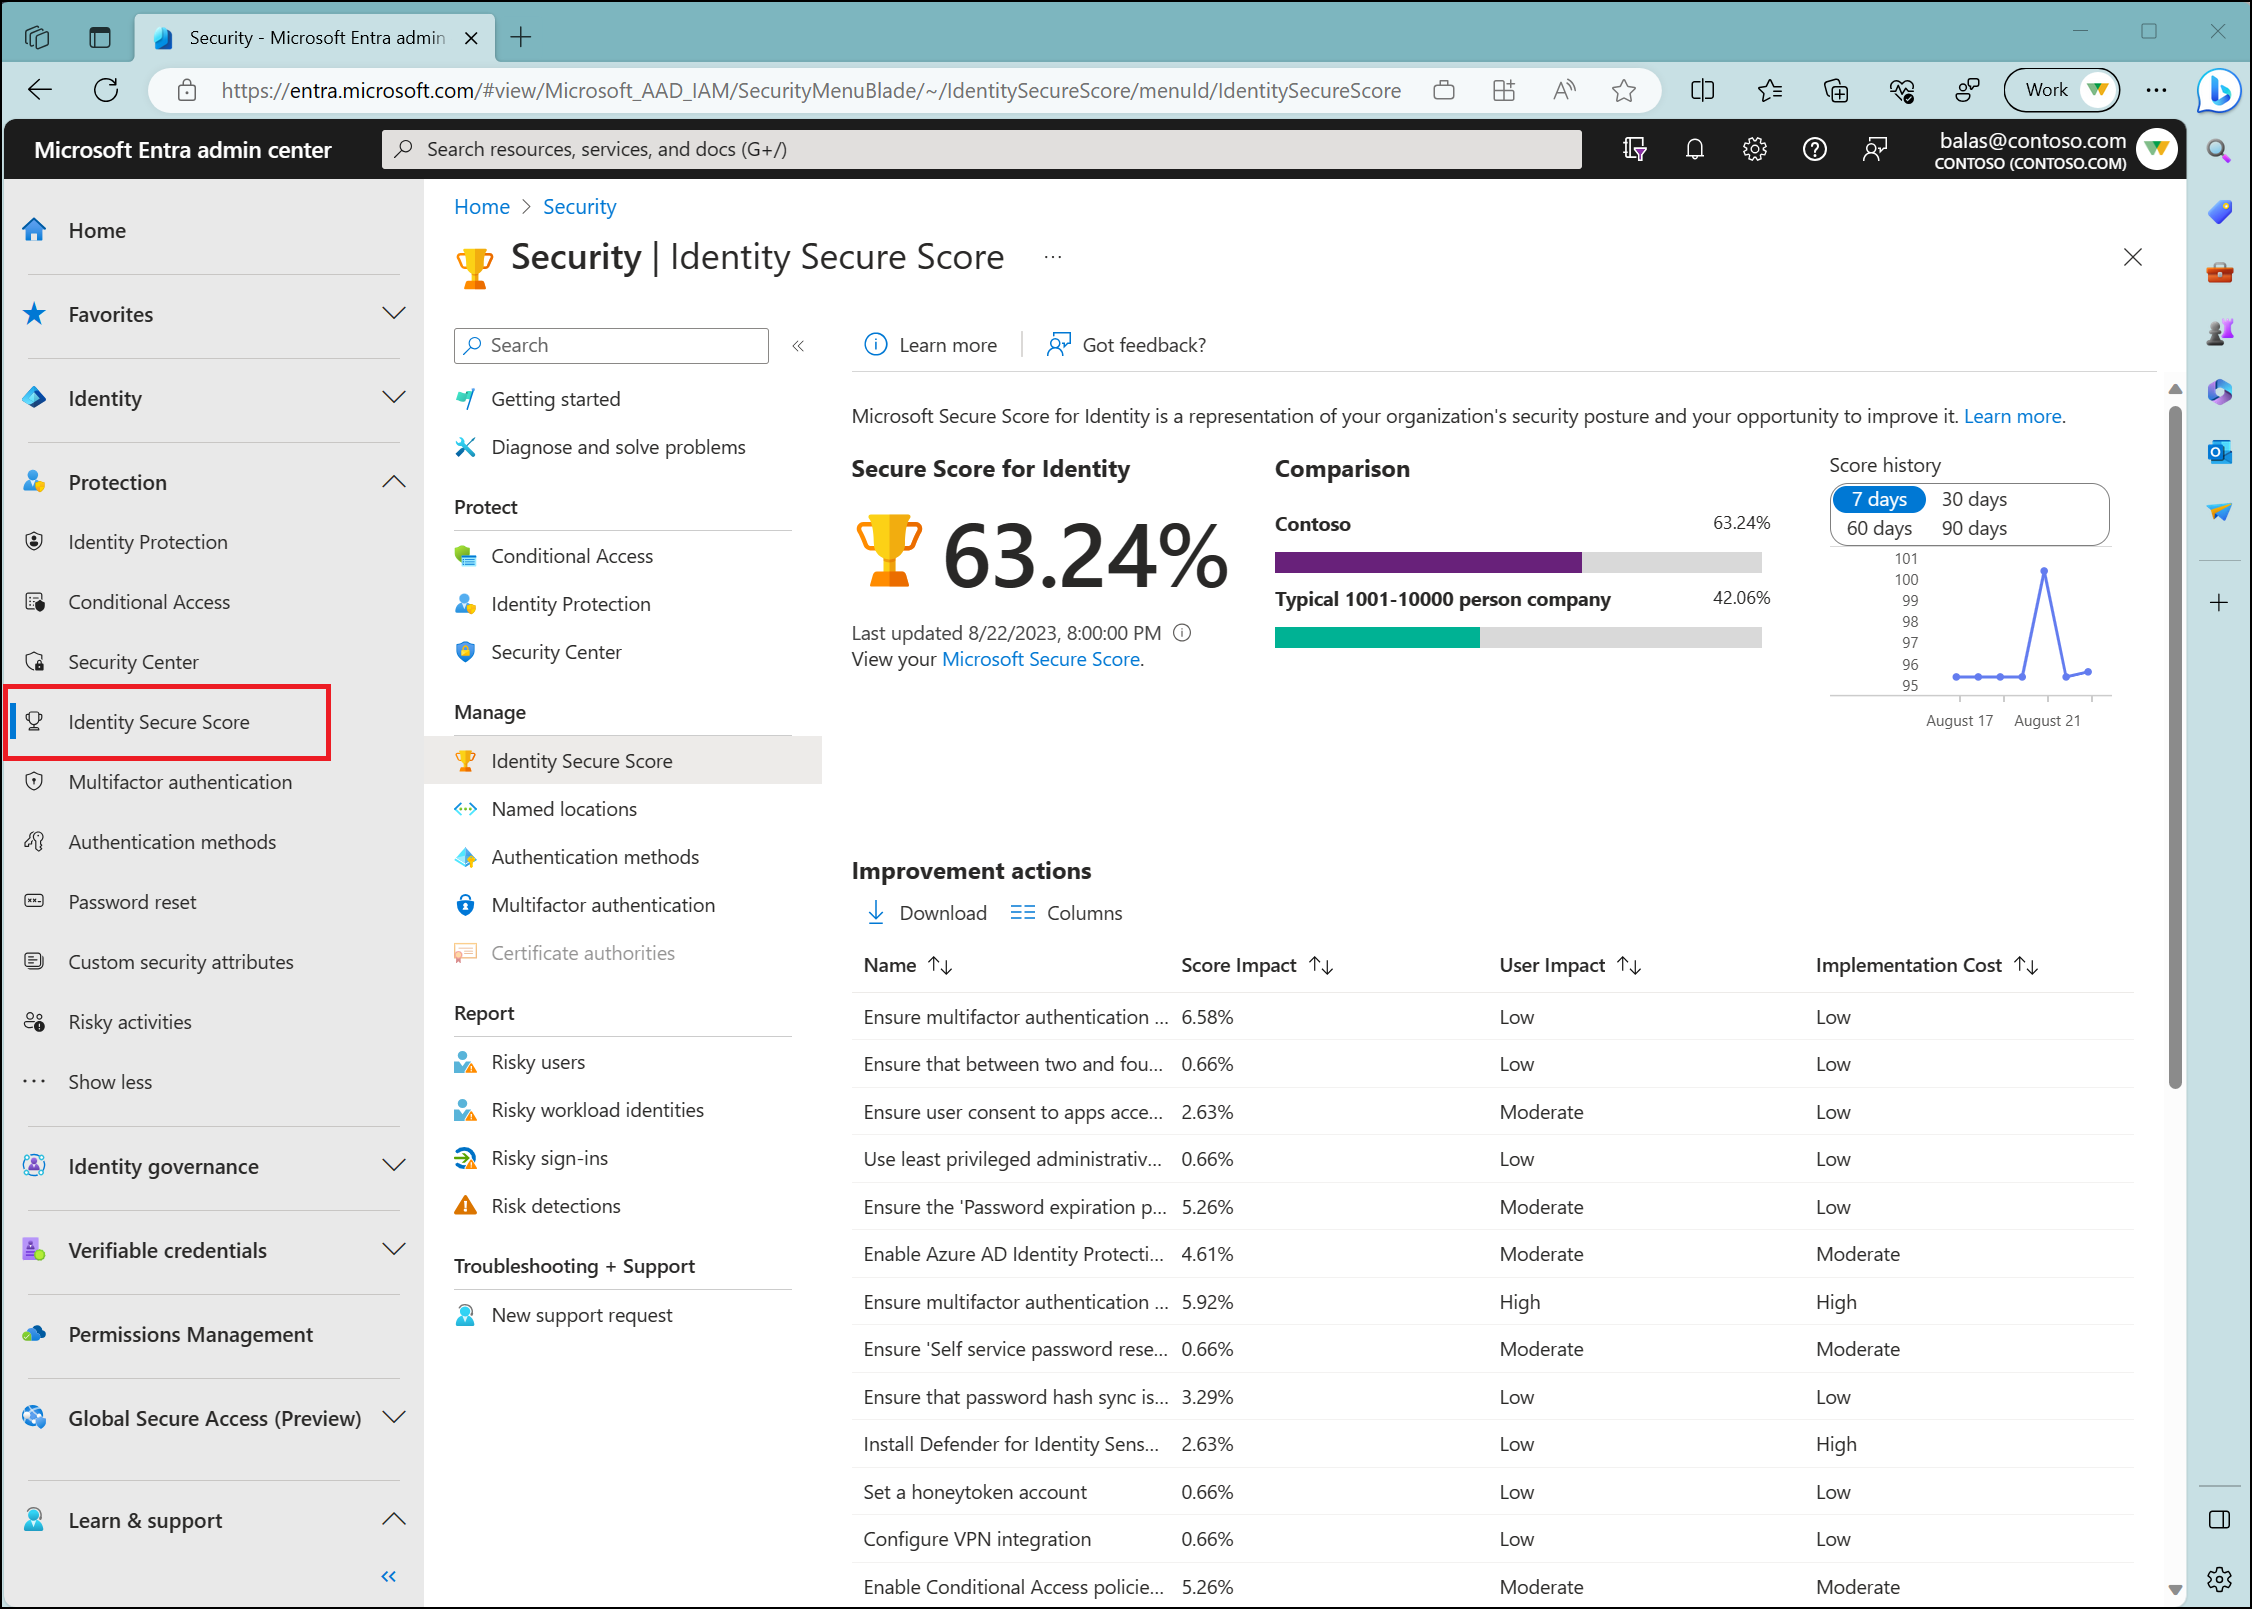 Security - Microsoft Entra admin
https://entra.microsoft.com/#view/Microsoft_AAD_IAM/SecurityMenuBlade/~/IdentitySecureScore/menuId/IdentitySecureScore
Work
Microsoft Entra admin center
Search resources, services, and docs (G+/)
balas@contoso.com
CONTOSO (CONTOSO.COM)
Home
Favorites
Identity
Protection
Identity Protection
Conditional Access
Security Center
Identity Secure Score
Multifactor authentication
Authentication methods
Password reset
Custom security attributes
Risky activities
... Show less
Identity governance
Verifiable credentials
Permissions Management
Global Secure Access (Preview)
Learn & support
Home > Security
Security | Identity Secure Score ...
Search
Getting started
Diagnose and solve problems
Protect
Conditional Access
Identity Protection
Security Center
Manage
Identity Secure Score
Named locations
Authentication methods
Multifactor authentication
Certificate authorities
Report
Risky users
Risky workload identities
Risky sign-ins
Risk detections
Troubleshooting + Support
New support request
Learn more
Got feedback?
Microsoft Secure Score for Identity is a representation of your organization's security posture and your opportunity to improve it. Learn more.
Secure Score for Identity
63.24%
Last updated 8/22/2023, 8:00:00 PM
View your Microsoft Secure Score.
Comparison
Contoso 63.24%
Typical 1001-10000 person company 42.06%
Score history
7 days 30 days
60 days 90 days
101
100
99
98
97
96
95
August 17 August 21
Improvement actions
Download Columns
Name Score Impact User Impact Implementation Cost
Ensure multifactor authentication ... 6.58% Low Low
Ensure that between two and fou... 0.66% Low Low
Ensure user consent to apps acce... 2.63% Moderate Low
Use least privileged administrativ... 0.66% Low Low
Ensure the 'Password expiration p... 5.26% Moderate Low
Enable Azure AD Identity Protecti... 4.61% Moderate Moderate
Ensure multifactor authentication ... 5.92% High High
Ensure 'Self service password rese... 0.66% Moderate Moderate
Ensure that password hash sync is... 3.29% Low Low
Install Defender for Identity Sens... 2.63% Low High
Set a honeytoken account 0.66% Low Low
Configure VPN integration 0.66% Low Low
Enable Conditional Access policie... 5.26% Moderate Moderate